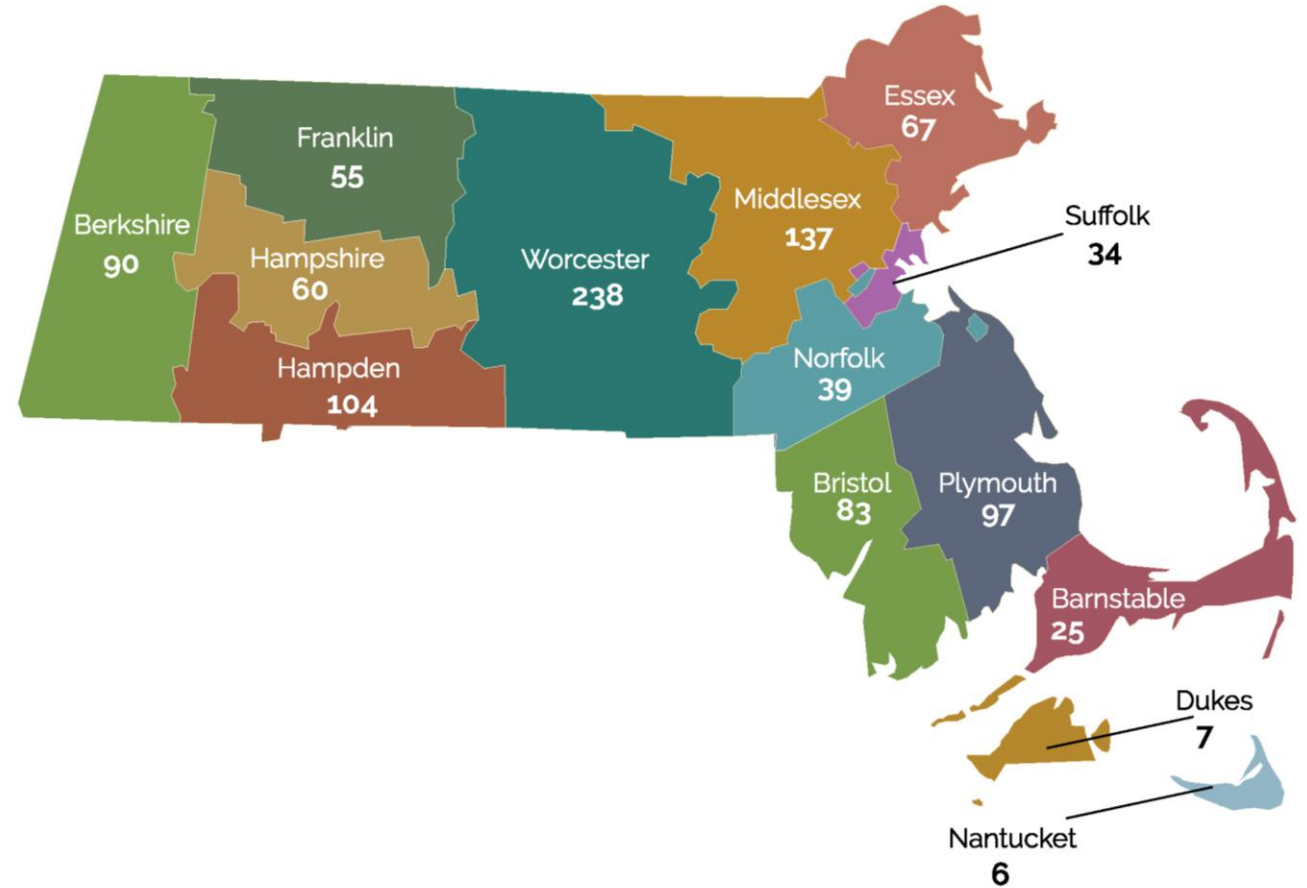 Essex
67
Franklin
55
Middlesex
137
Suffolk
34
Berkshire
90
Hampshire
60
Worcester
238
Hampden
104
Norfolk
39
Bristol
83
Plymouth
97
Barnstable
25
Dukes
7
Nantucket
6